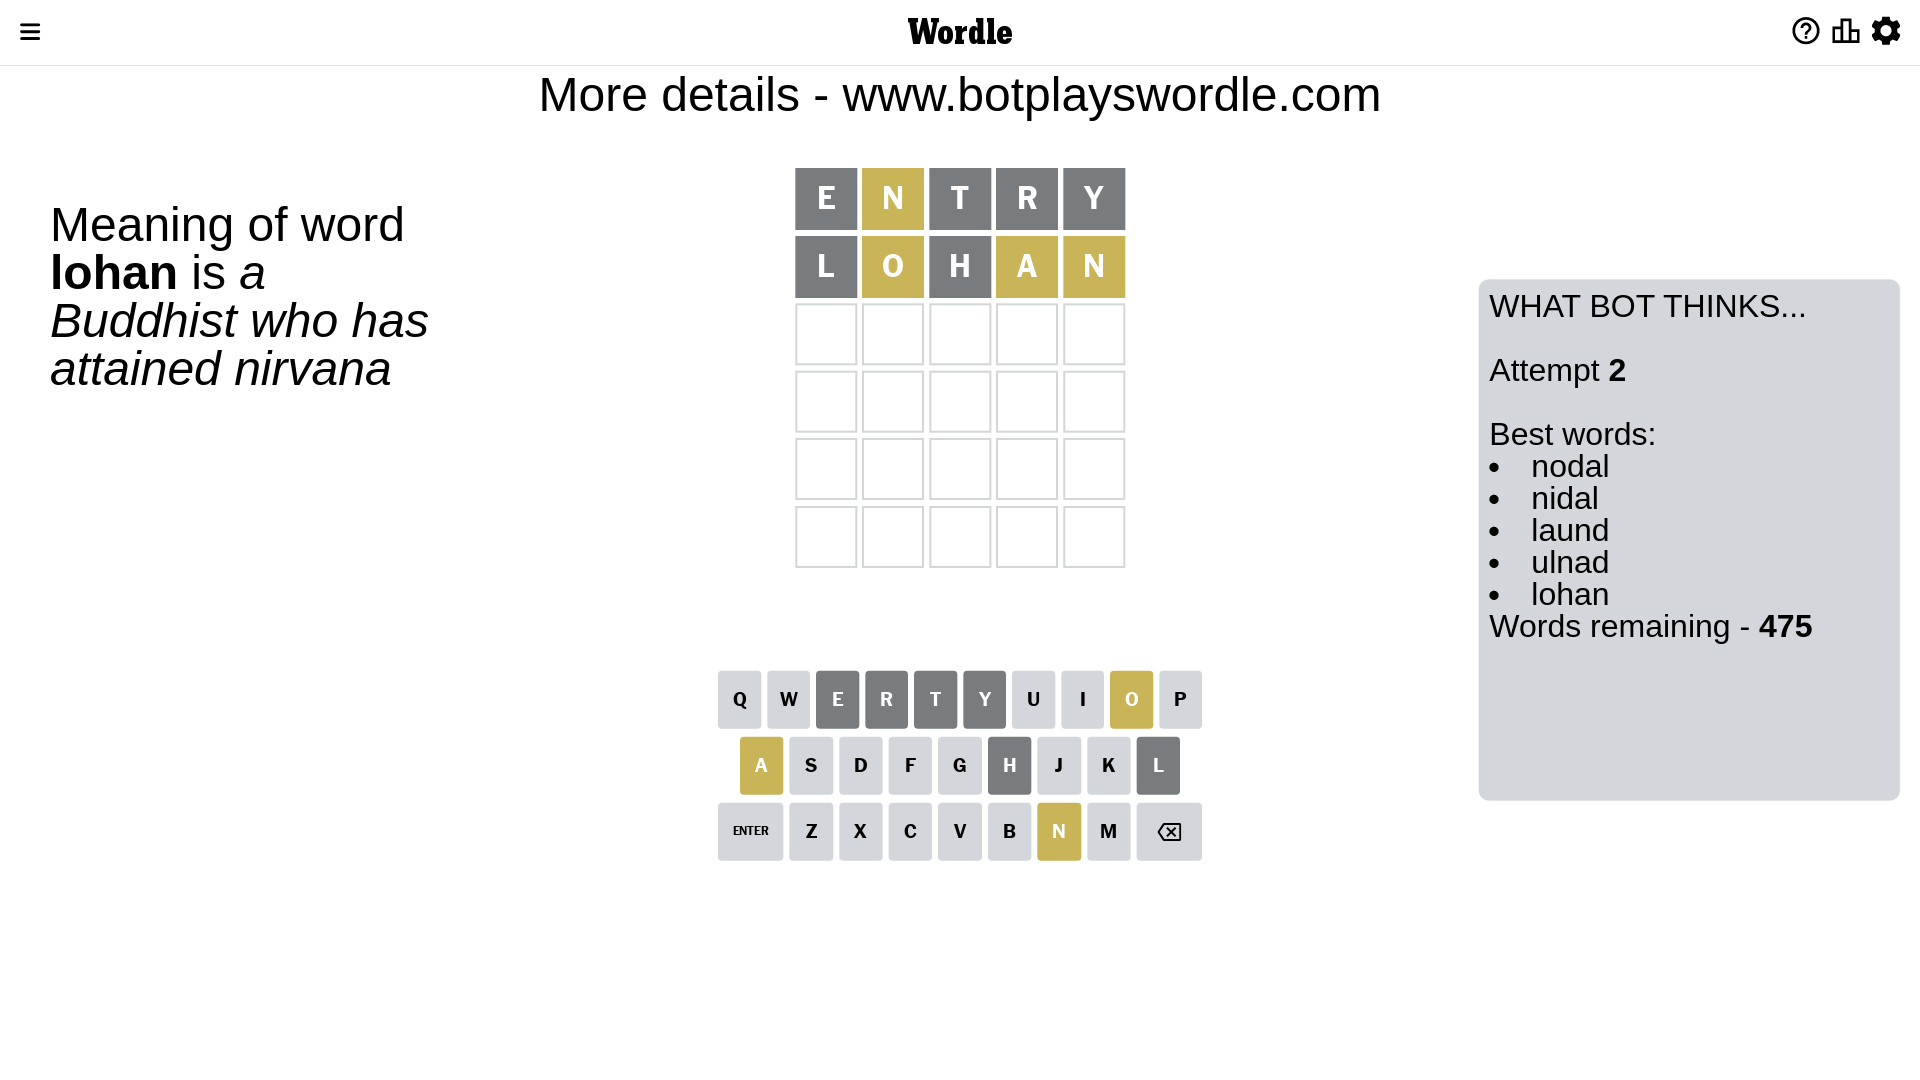 Wordle
More details - www.botplayswordle.com
Meaning of word
lohan is a
Buddhist who has
attained nirvana
E N T R Y
L O H A N
WHAT BOT THINKS...
Attempt 2
Best words:
• nodal
• nidal
• laund
• ulnad
• lohan
Words remaining - 475
Q W E R T Y U I O P
A S D F G H J K L
ENTER Z X C V B N M